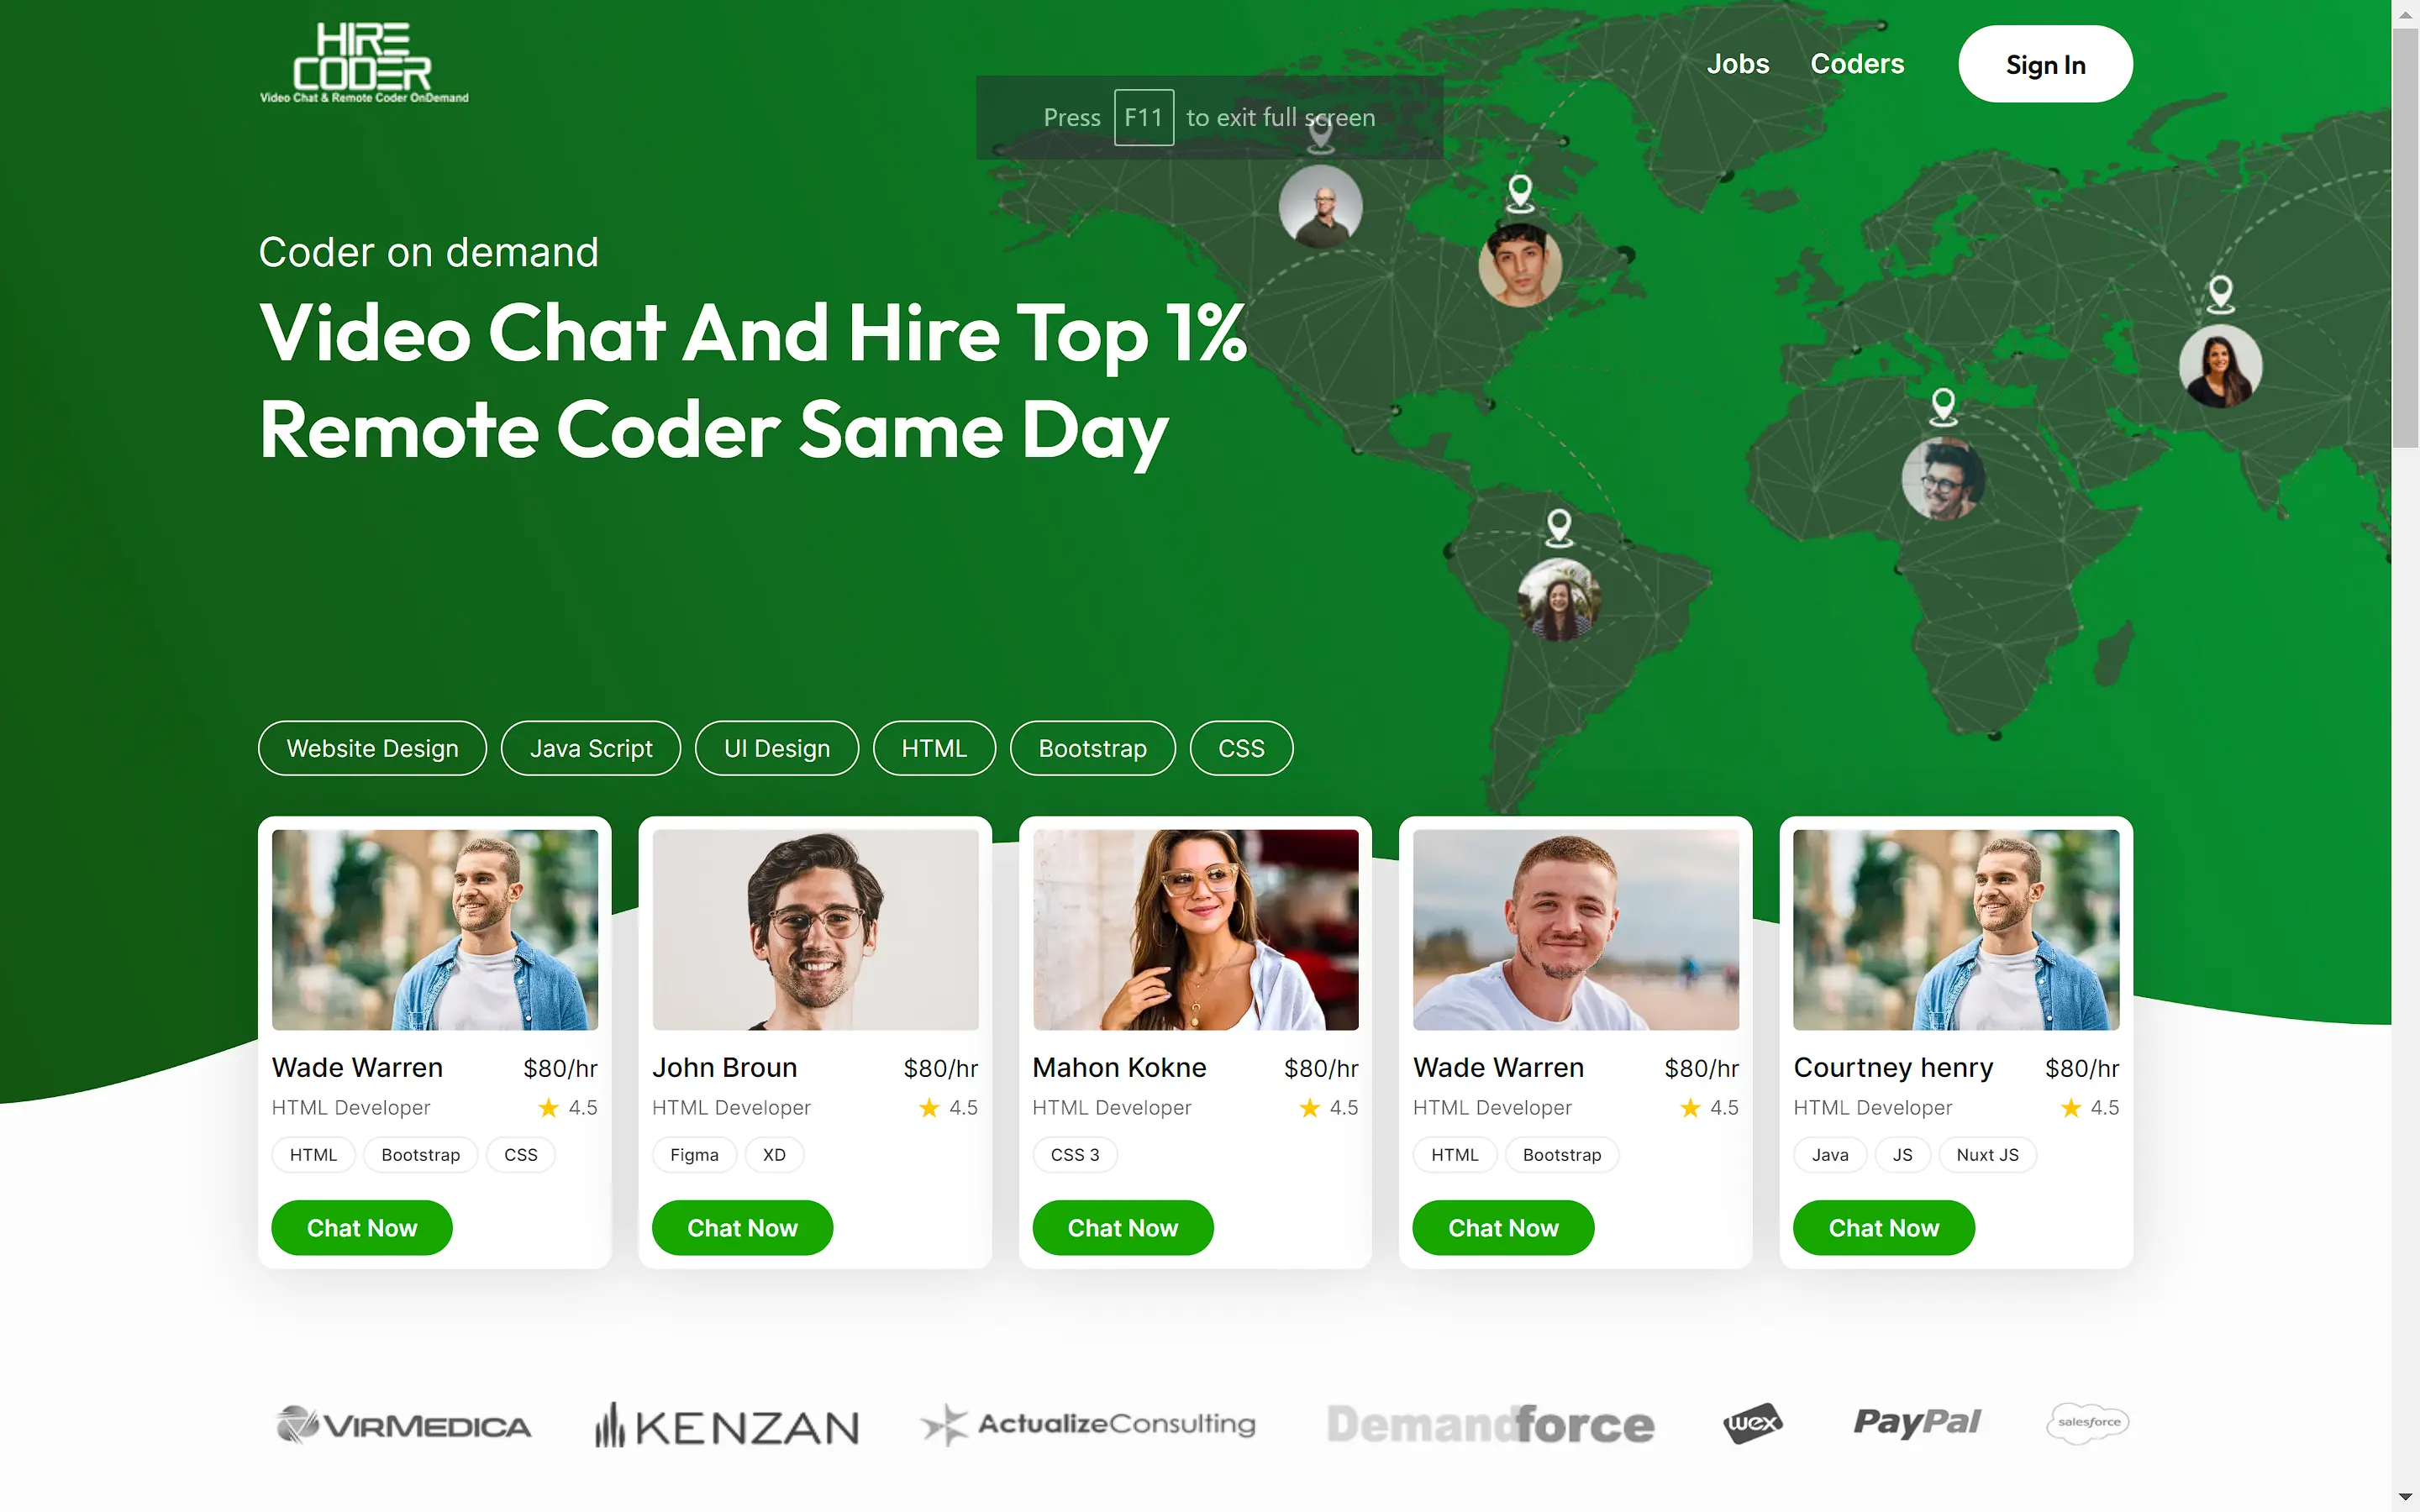 HIRE
CODER
Video Chat & Remote Coder OnDemand
Jobs
Coders
Sign In
Press F11 to exit full screen
Coder on demand
Video Chat And Hire Top 1%
Remote Coder Same Day
Website Design
Java Script
UI Design
HTML
Bootstrap
CSS
Wade Warren
$80/hr
HTML Developer
4.5
HTML
Bootstrap
CSS
Chat Now
John Broun
$80/hr
HTML Developer
4.5
Figma
XD
Chat Now
Mahon Kokne
$80/hr
HTML Developer
4.5
CSS 3
Chat Now
Wade Warren
$80/hr
HTML Developer
4.5
HTML
Bootstrap
Chat Now
Courtney henry
$80/hr
HTML Developer
4.5
Java
JS
Nuxt JS
Chat Now
VIRMEDICA
KENZAN
ActualizeConsulting
Demandforce
wex
PayPal
salesforce